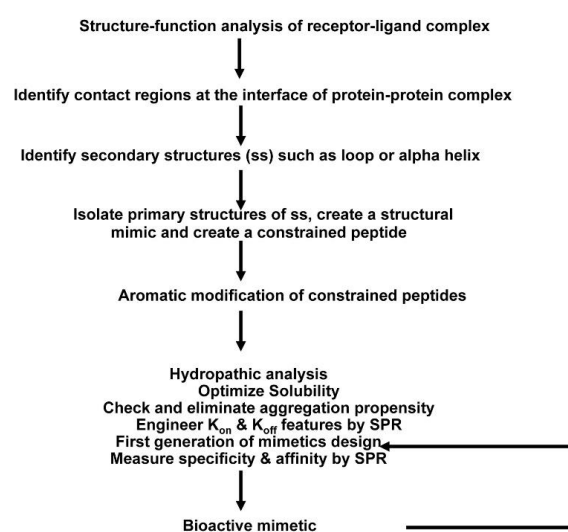 Structure-function analysis of receptor-ligand complex
Identify contact regions at the interface of protein-protein complex
Identify secondary structures (ss) such as loop or alpha helix
Isolate primary structures of ss, create a structural
mimic and create a constrained peptide
Aromatic modification of constrained peptides
Hydropathic analysis
Optimize Solubility
Check and eliminate aggregation propensity
Engineer Kon & Koff features by SPR
First generation of mimetics design
Measure specificity & affinity by SPR
Bioactive mimetic